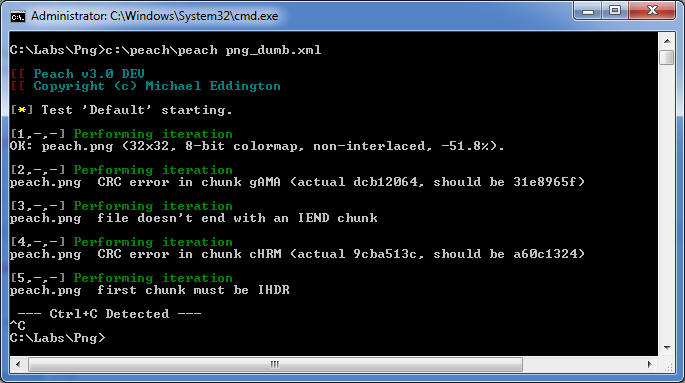 Administrator: C:\Windows\System32\cmd.exe
C:\Labs\Png>c:\peach\peach png_dumb.xml
[[ Peach v3.0 DEV
[[ Copyright (c) Michael Eddington
[*] Test 'Default' starting.
[1,-,-] Performing iteration
OK: peach.png (32x32, 8-bit colormap, non-interlaced, -51.8%).
[2,-,-] Performing iteration
peach.png  CRC error in chunk gAMA (actual dcb12064, should be 31e8965f)
[3,-,-] Performing iteration
peach.png  file doesn't end with an IEND chunk
[4,-,-] Performing iteration
peach.png  CRC error in chunk cHRM (actual 9cba513c, should be a60c1324)
[5,-,-] Performing iteration
peach.png  first chunk must be IHDR
 --- Ctrl+C Detected ---
^C
C:\Labs\Png>